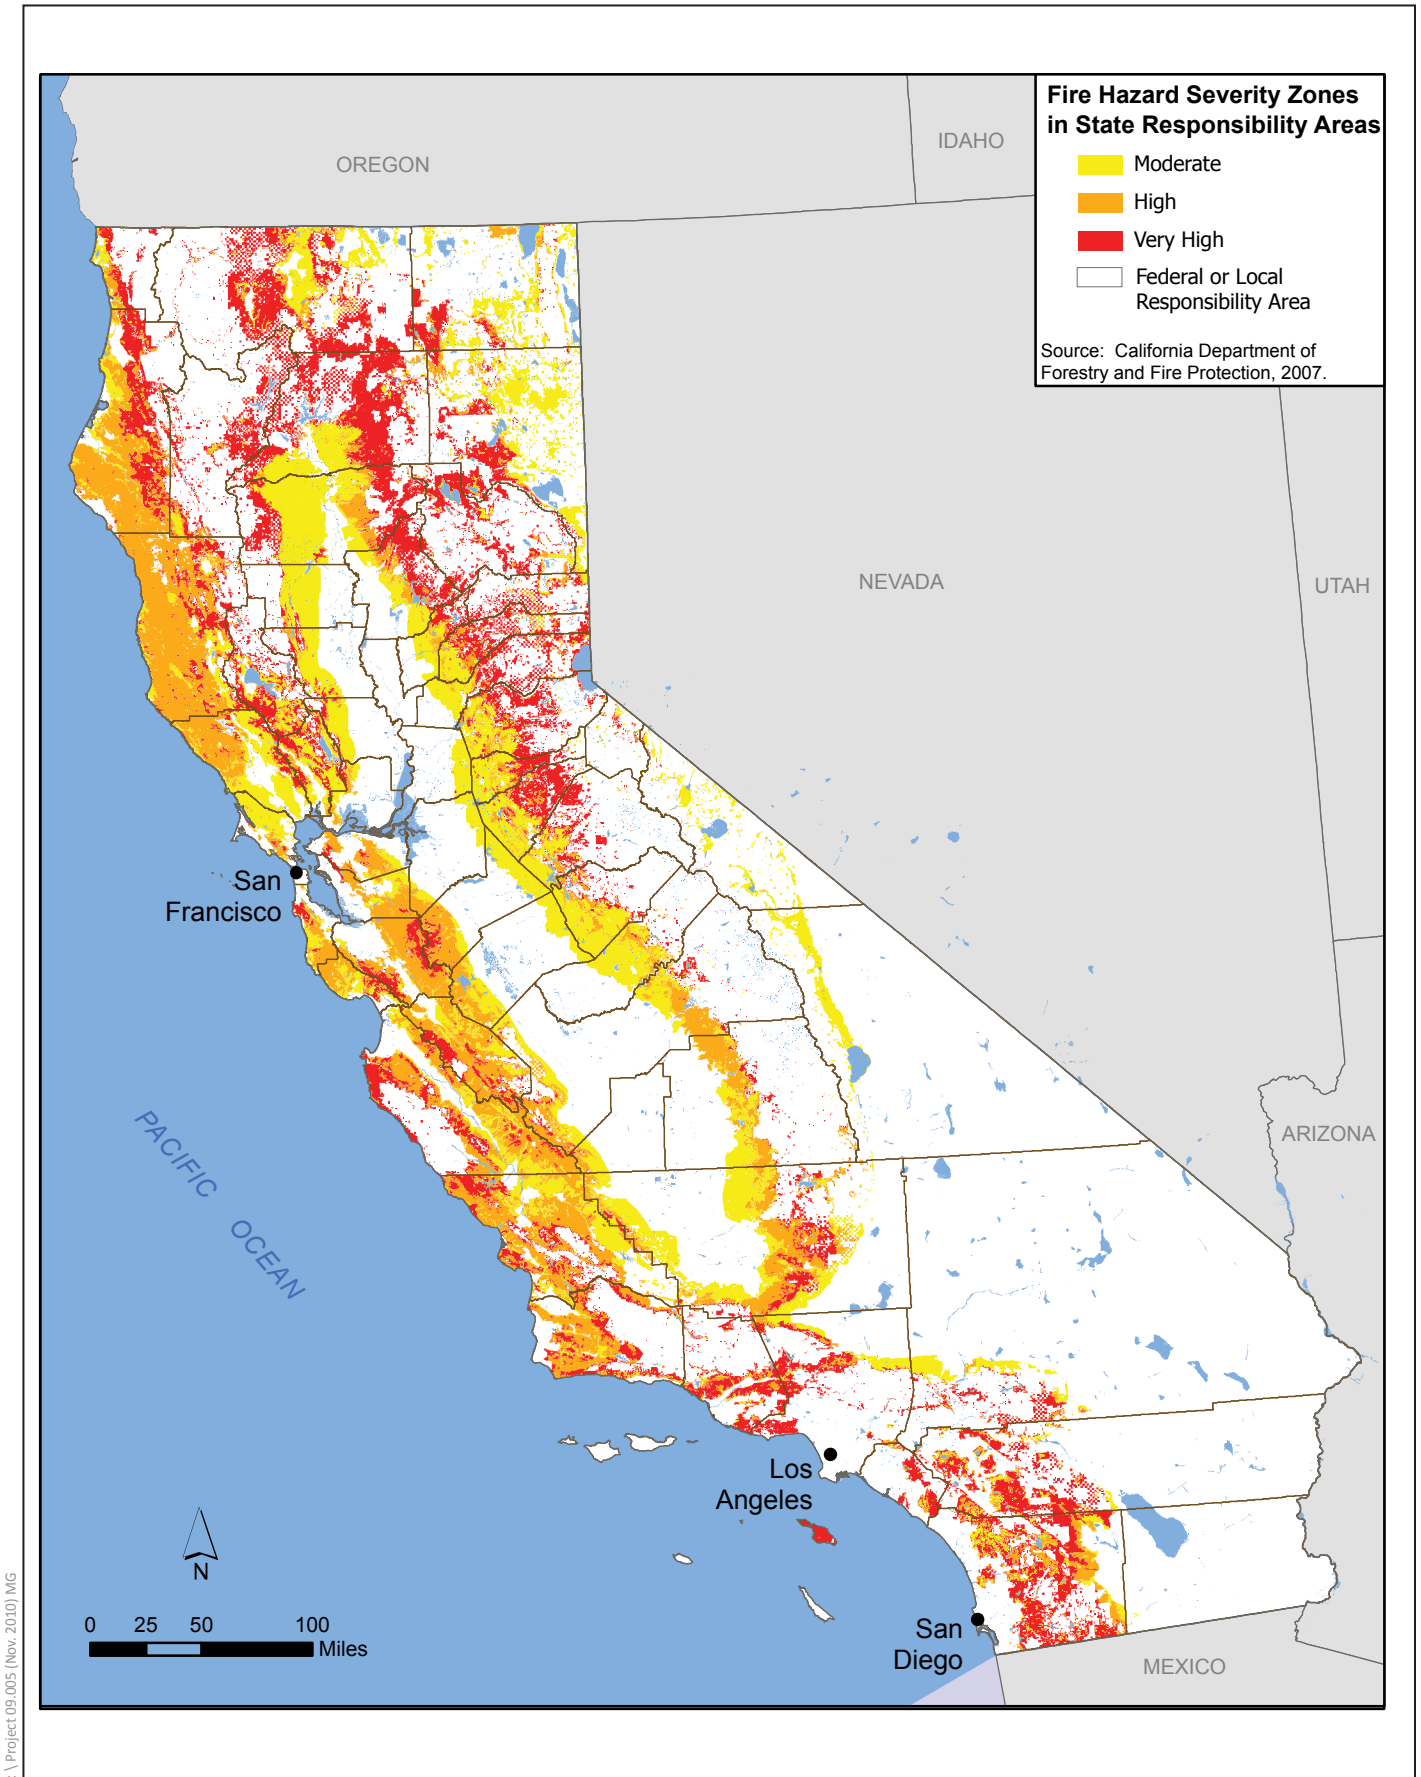 Fire Hazard Severity Zones
in State Responsibility Areas
Moderate
High
Very High
Federal or Local
Responsibility Area
Source: California Department of
Forestry and Fire Protection, 2007.
OREGON
IDAHO
NEVADA
UTAH
ARIZONA
MEXICO
San
Francisco
PACIFIC OCEAN
Los
Angeles
San
Diego
N
0 25 50 100
Miles
\ Project 09.005 (Nov. 2010) MG